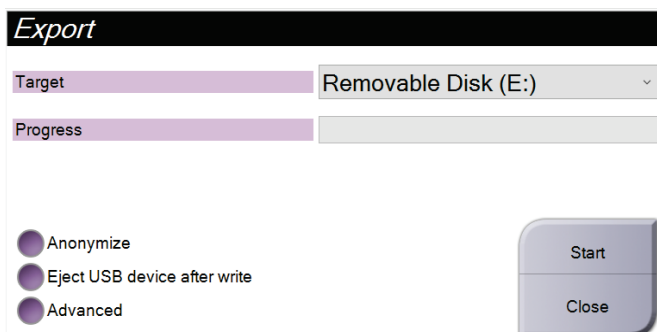 Export
Target
Removable Disk (E:)
Progress
Anonymize
Eject USB device after write
Advanced
Start
Close